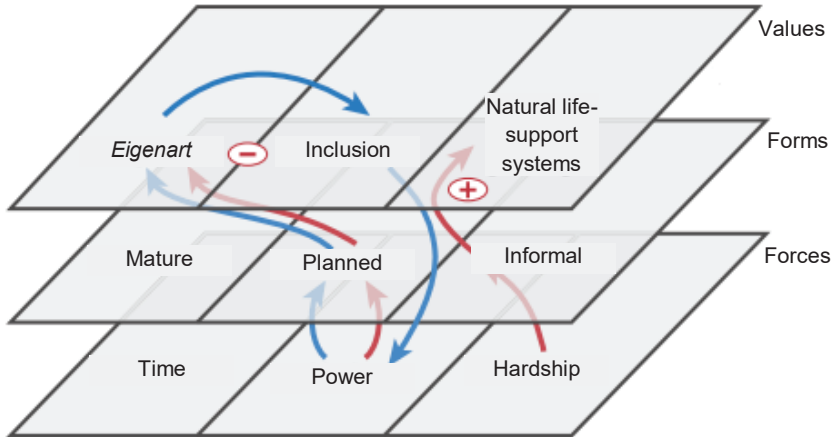 Values
Natural life-
support
systems
Eigenart
−
Inclusion
+
Forms
Mature
Planned
Informal
Forces
Time
Power
Hardship